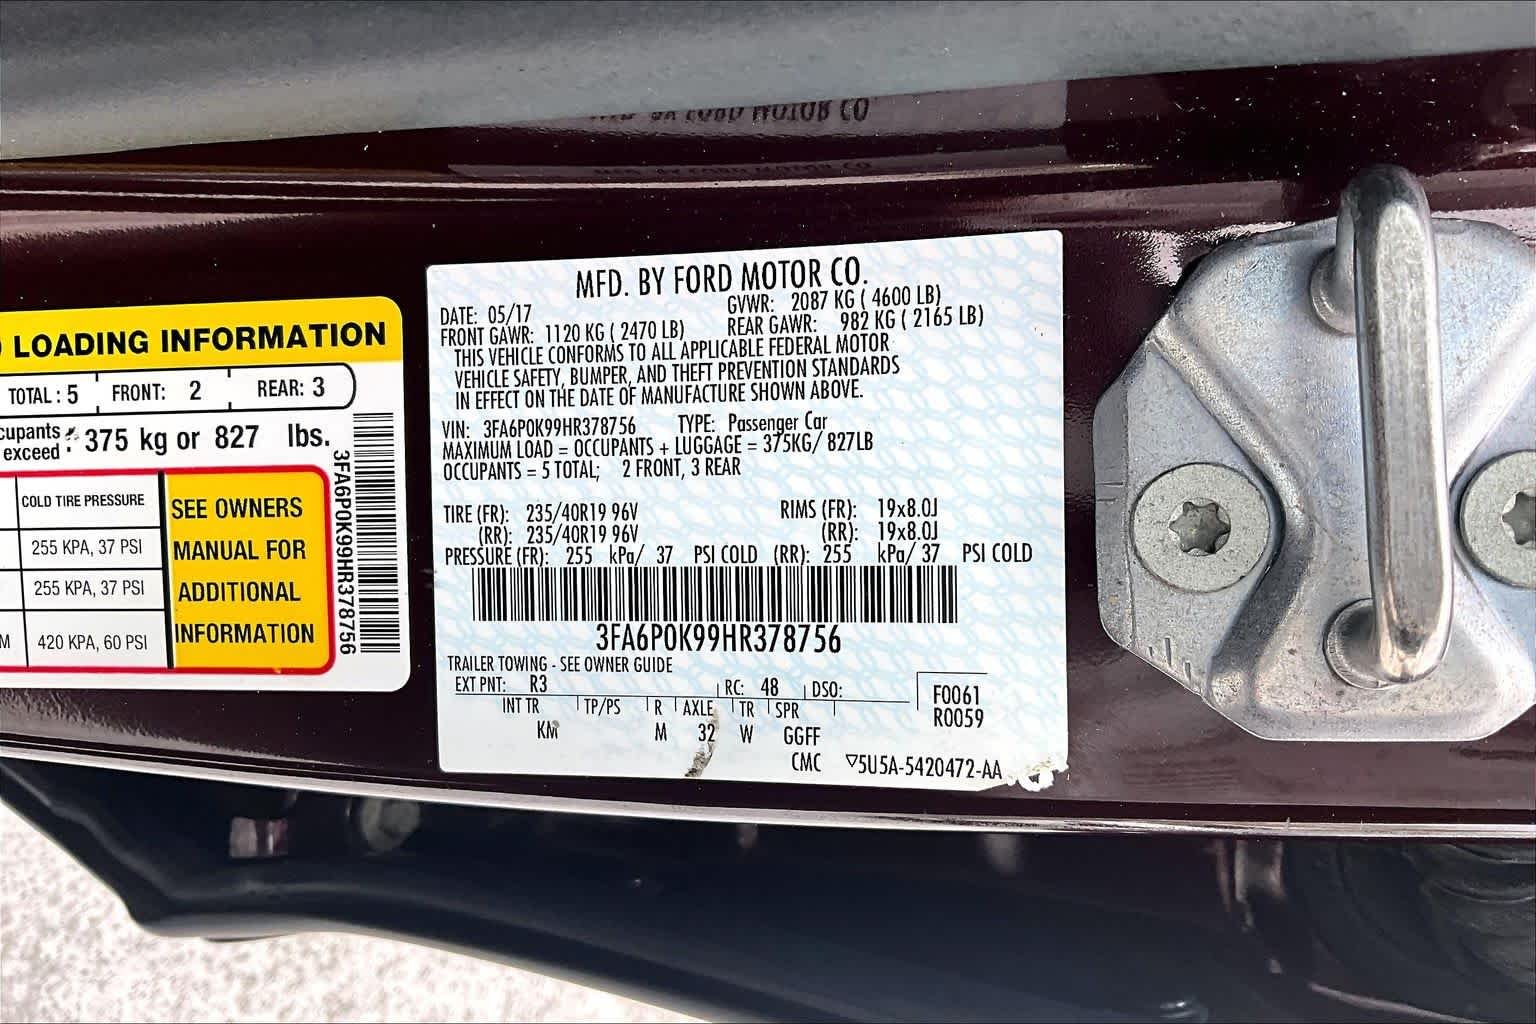 LOADING INFORMATION
TOTAL : 5 FRONT: 2 REAR: 3
cupants
exceed : 375 kg or 827 lbs.
COLD TIRE PRESSURE
255 KPA, 37 PSI
255 KPA, 37 PSI
M 420 KPA, 60 PSI
SEE OWNERS
MANUAL FOR
ADDITIONAL
INFORMATION
3FA6P0K99HR378756
MFD. BY FORD MOTOR CO.
DATE: 05/17 GVWR: 2087 KG ( 4600 LB)
FRONT GAWR: 1120 KG ( 2470 LB) REAR GAWR: 982 KG ( 2165 LB)
THIS VEHICLE CONFORMS TO ALL APPLICABLE FEDERAL MOTOR
VEHICLE SAFETY, BUMPER, AND THEFT PREVENTION STANDARDS
IN EFFECT ON THE DATE OF MANUFACTURE SHOWN ABOVE.
VIN: 3FA6P0K99HR378756 TYPE: Passenger Car
MAXIMUM LOAD = OCCUPANTS + LUGGAGE = 375KG/ 827LB
OCCUPANTS = 5 TOTAL; 2 FRONT, 3 REAR
TIRE (FR): 235/40R19 96V RIMS (FR): 19x8.0J
(RR): 235/40R19 96V (RR): 19x8.0J
PRESSURE (FR): 255 kPa/ 37 PSI COLD (RR): 255 kPa/ 37 PSI COLD
3FA6P0K99HR378756
TRAILER TOWING - SEE OWNER GUIDE
EXT PNT: R3 RC: 48 DSO:
INT TR TP/PS R AXLE TR SPR
KM M 32 W GGFF
F0061
R0059
CMC ▽5U5A-5420472-AA